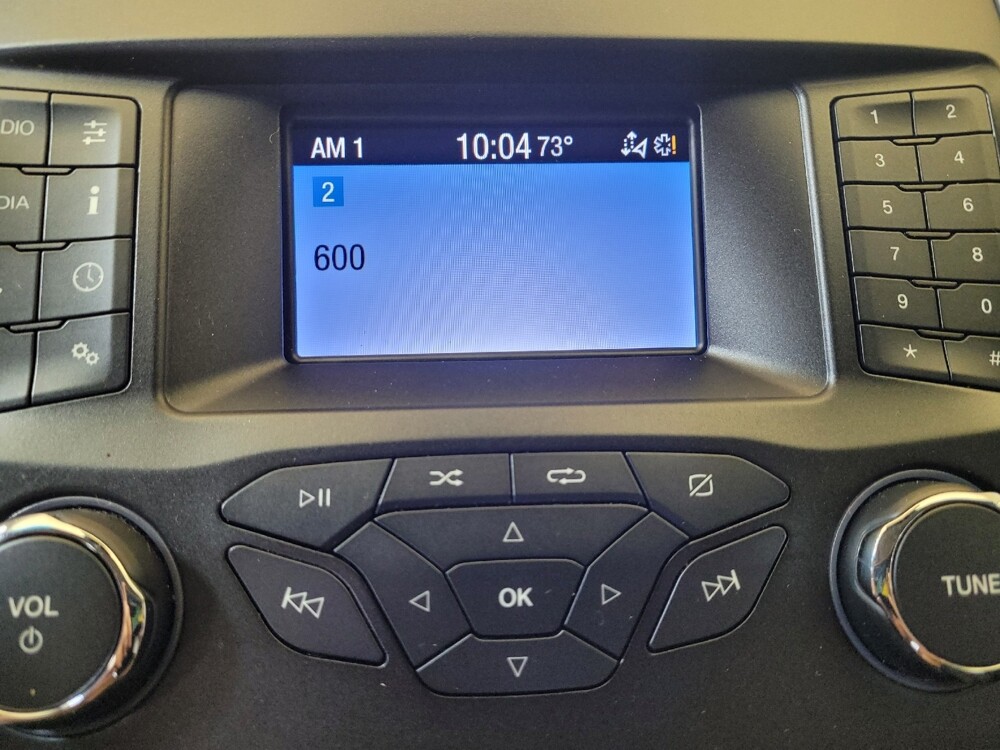 AM 1 10:04 73°
2
600
DIO
DIA
i
1 2
3 4
5 6
7 8
9 0
* #
OK
VOL
TUNE